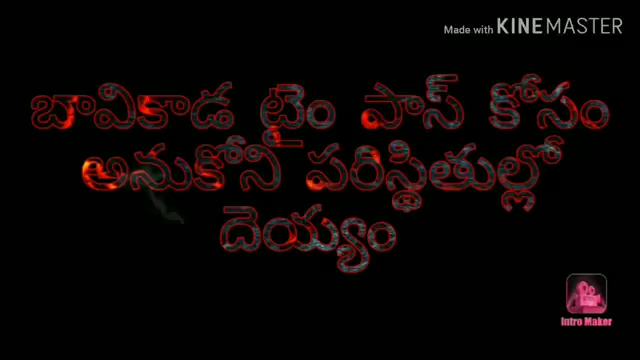 Made with KINEMASTER
బావికాడ టైం పాస్ కోసం
అనుకోని పరిస్థితుల్లో
దెయ్యం
Intro Maker